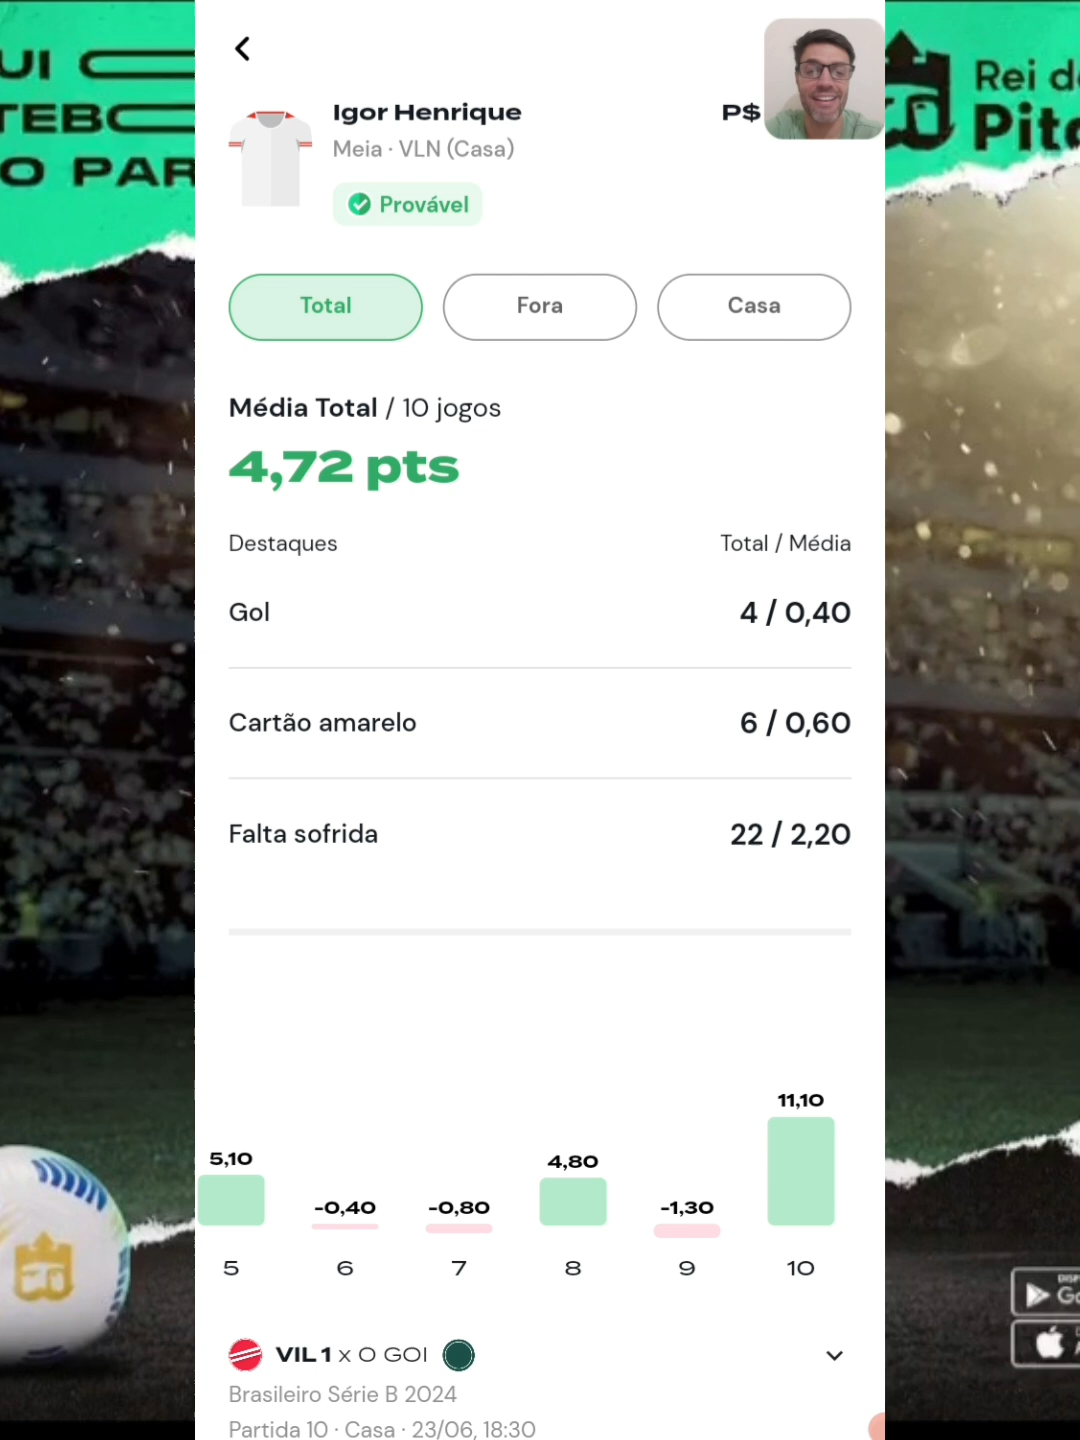 Igor Henrique
P$
Meia · VLN (Casa)
Provável
Total
Fora
Casa
Média Total / 10 jogos
4,72 pts
Destaques
Total / Média
Gol
4 / 0,40
Cartão amarelo
6 / 0,60
Falta sofrida
22 / 2,20
5,10
-0,40
-0,80
4,80
-1,30
11,10
5
6
7
8
9
10
VIL 1 x 0 GOI
Brasileiro Série B 2024
Partida 10 · Casa · 23/06, 18:30
Rei d
Pit